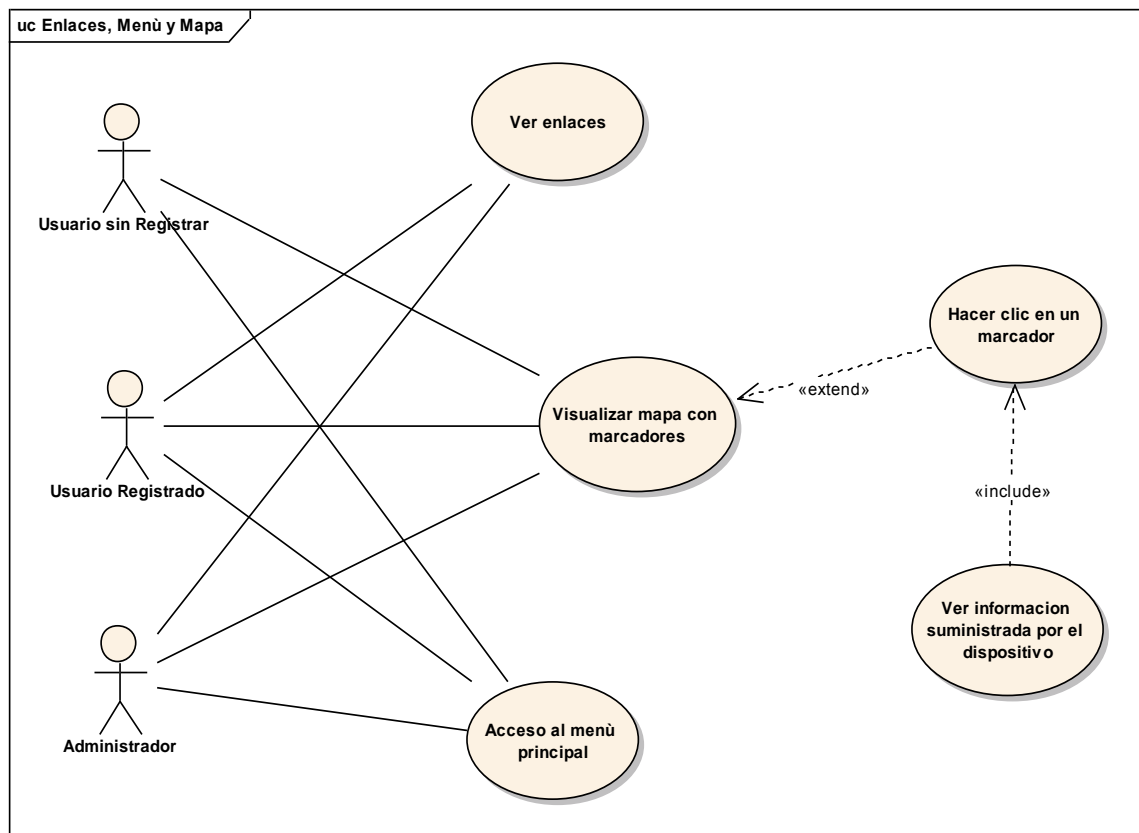 uc Enlaces, Menù y Mapa
Ver enlaces
Usuario sin Registrar
Hacer clic en un
marcador
«extend»
Visualizar mapa con
marcadores
Usuario Registrado
«include»
Ver informacion
suministrada por el
dispositivo
Administrador
Acceso al menù
principal